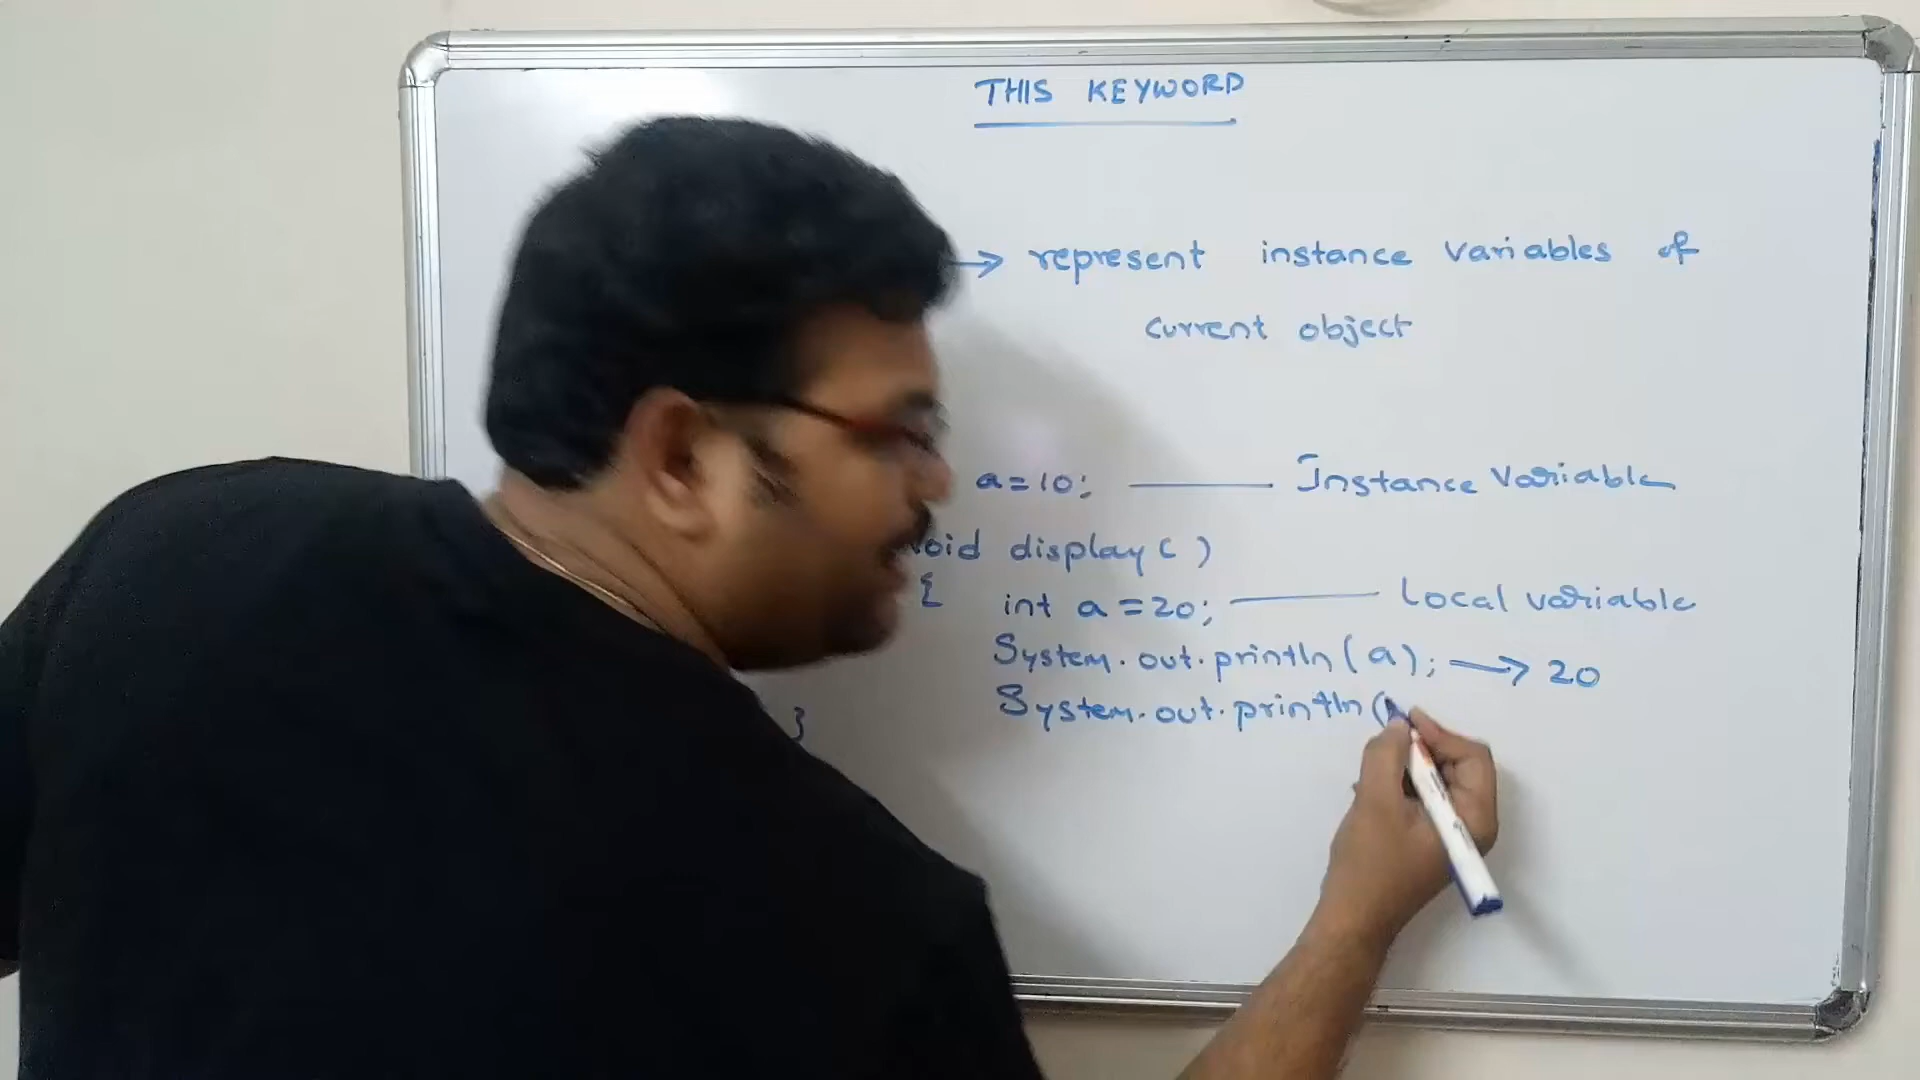 THIS KEYWORD
→ represent instance variables of
current object
a=10; Instance Variable
void display( )
{ int a=20; Local variable
System.out.println(a); → 20
System.out.println(
}